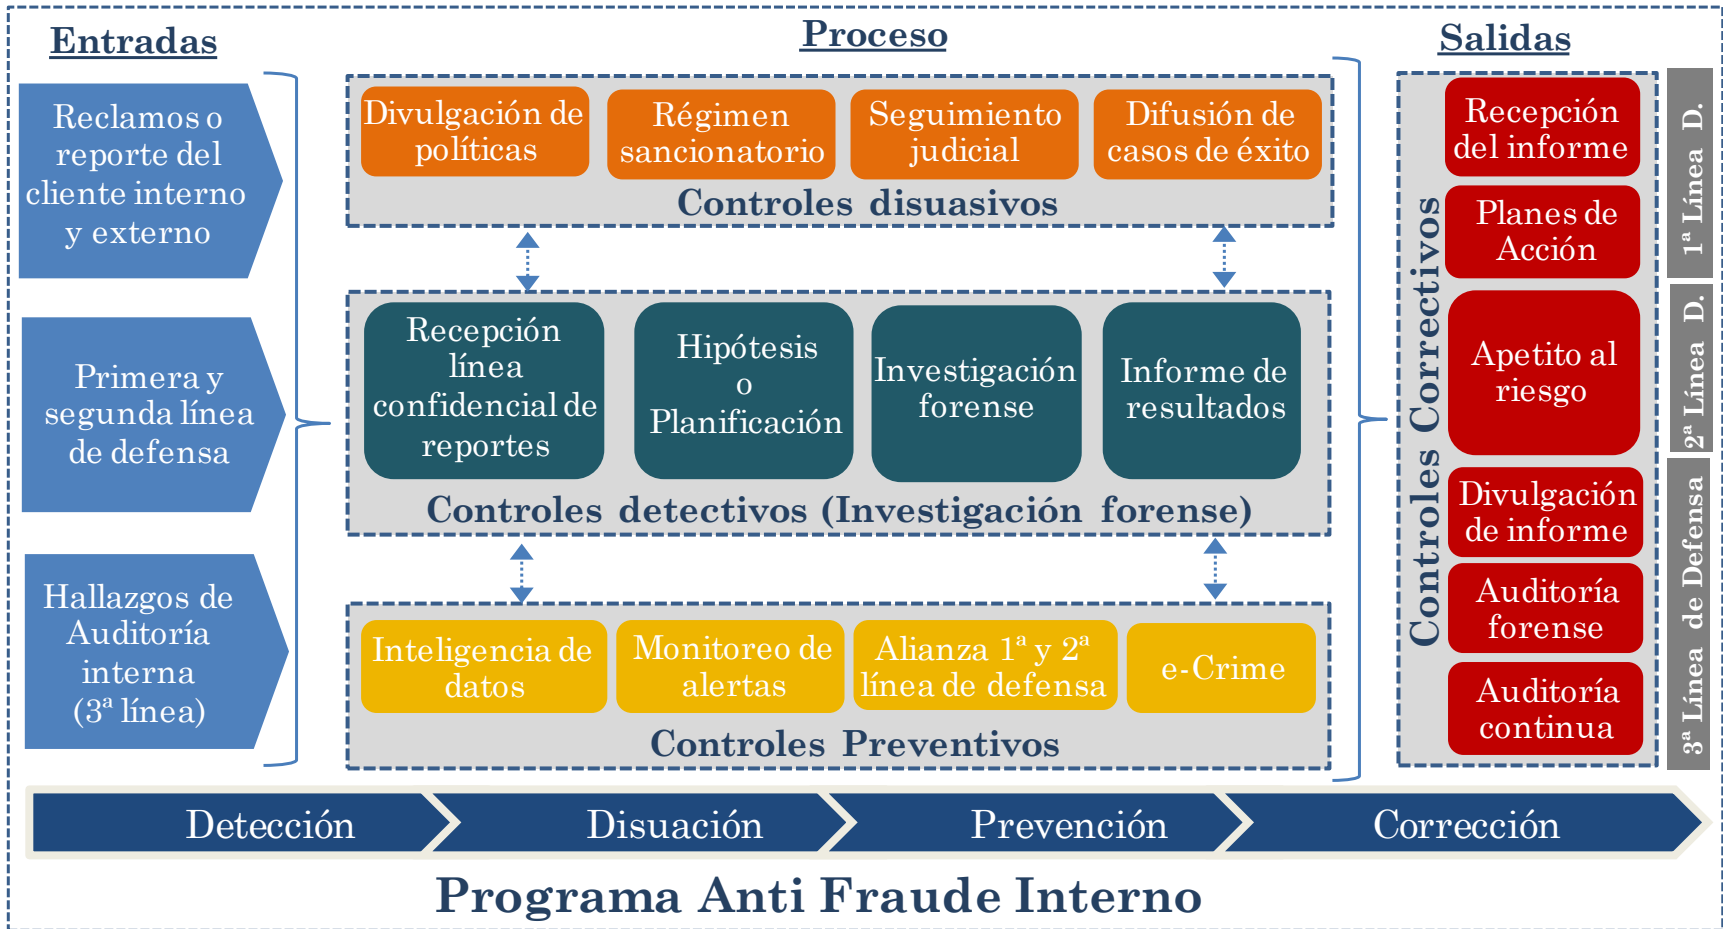 Entradas
Proceso
Salidas
Reclamos o
reporte del
cliente interno
y externo
Primera y
segunda línea
de defensa
Hallazgos de
Auditoría
interna
(3ª línea)
Divulgación de
políticas
Régimen
sancionatorio
Seguimiento
judicial
Difusión de
casos de éxito
Controles disuasivos
Recepción
línea
confidencial de
reportes
Hipótesis
o
Planificación
Investigación
forense
Informe de
resultados
Controles detectivos (Investigación forense)
Inteligencia de
datos
Monitoreo de
alertas
Alianza 1ª y 2ª
línea de defensa
e-Crime
Controles Preventivos
Controles Correctivos
Recepción
del informe
Planes de
Acción
Apetito al
riesgo
Divulgación
de informe
Auditoría
forense
Auditoría
continua
1ª Línea D.
2ª Línea D.
3ª Línea de Defensa
Detección
Disuación
Prevención
Corrección
Programa Anti Fraude Interno